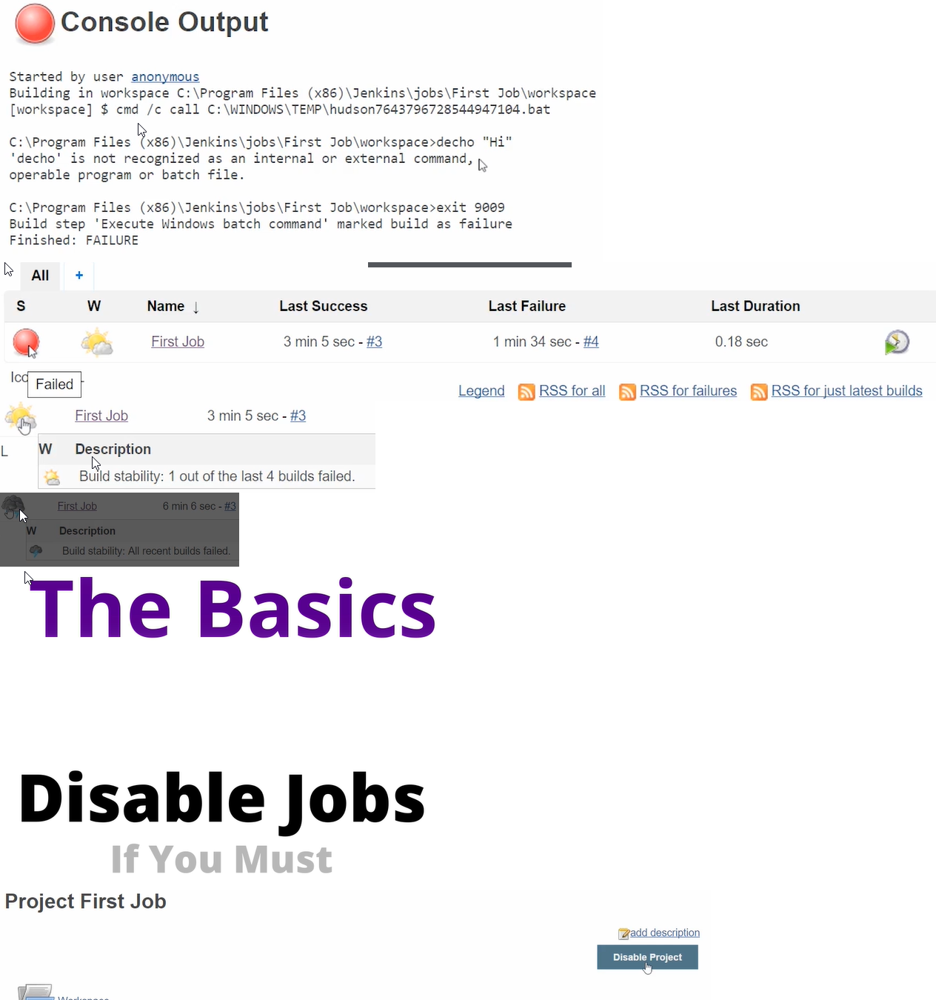 Console Output
Started by user anonymous
Building in workspace C:\Program Files (x86)\Jenkins\jobs\First Job\workspace
[workspace] $ cmd /c call C:\WINDOWS\TEMP\hudson7643796728544947104.bat
C:\Program Files (x86)\Jenkins\jobs\First Job\workspace>decho "Hi"
'decho' is not recognized as an internal or external command,
operable program or batch file.
C:\Program Files (x86)\Jenkins\jobs\First Job\workspace>exit 9009
Build step 'Execute Windows batch command' marked build as failure
Finished: FAILURE
All +
S W Name ↓ Last Success Last Failure Last Duration
First Job 3 min 5 sec - #3 1 min 34 sec - #4 0.18 sec
Failed
Legend RSS for all RSS for failures RSS for just latest builds
First Job 3 min 5 sec - #3
L W Description
Build stability: 1 out of the last 4 builds failed.
First Job 6 min 6 sec - #3
W Description
Build stability: All recent builds failed.
The Basics
Disable Jobs
If You Must
Project First Job
add description
Disable Project